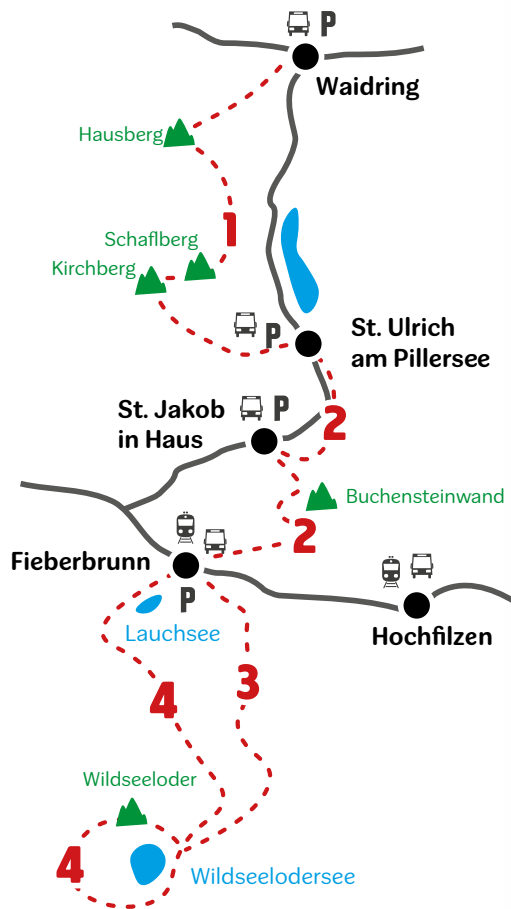 P
Waidring
Hausberg
1
Schaflberg
Kirchberg
P
St. Ulrich
am Pillersee
St. Jakob
in Haus
P
2
Buchensteinwand
2
Fieberbrunn
P
Hochfilzen
Lauchsee
3
4
Wildseeloder
4
Wildseelodersee